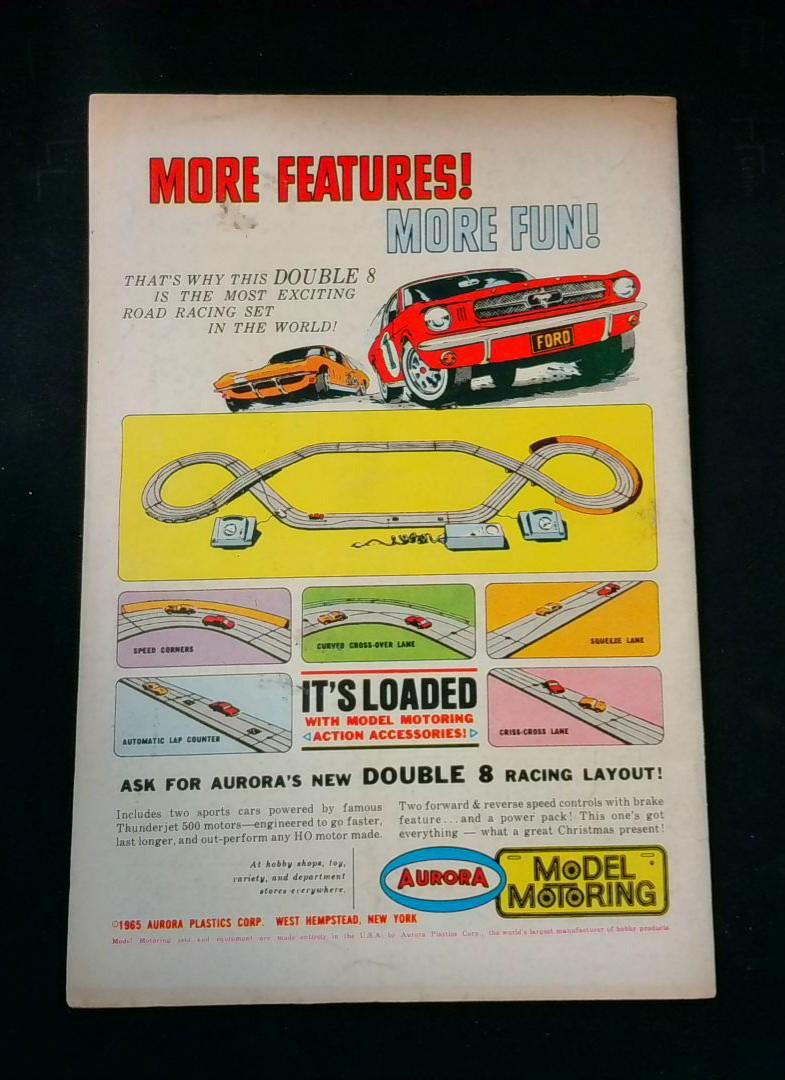 MORE FEATURES!
MORE FUN!
THAT'S WHY THIS DOUBLE 8
IS THE MOST EXCITING
ROAD RACING SET
IN THE WORLD!
1
FORD
SPEED CORNERS
CURVED CROSS-OVER LANE
SQUEEZE LANE
AUTOMATIC LAP COUNTER
IT'S LOADED
WITH MODEL MOTORING
ACTION ACCESSORIES!
CRISS-CROSS LANE
ASK FOR AURORA'S NEW DOUBLE 8 RACING LAYOUT!
Includes two sports cars powered by famous
Thunderjet 500 motors—engineered to go faster,
last longer, and out-perform any HO motor made.
Two forward & reverse speed controls with brake
feature...and a power pack! This one's got
everything — what a great Christmas present!
At hobby shops, toy,
variety, and department
stores everywhere.
AURORA
MODEL
MOTORING
©1965 AURORA PLASTICS CORP. WEST HEMPSTEAD, NEW YORK
Model Motoring sets and equipment are made entirely in the U.S.A. by Aurora Plastics Corp., the world's largest manufacturer of hobby products.